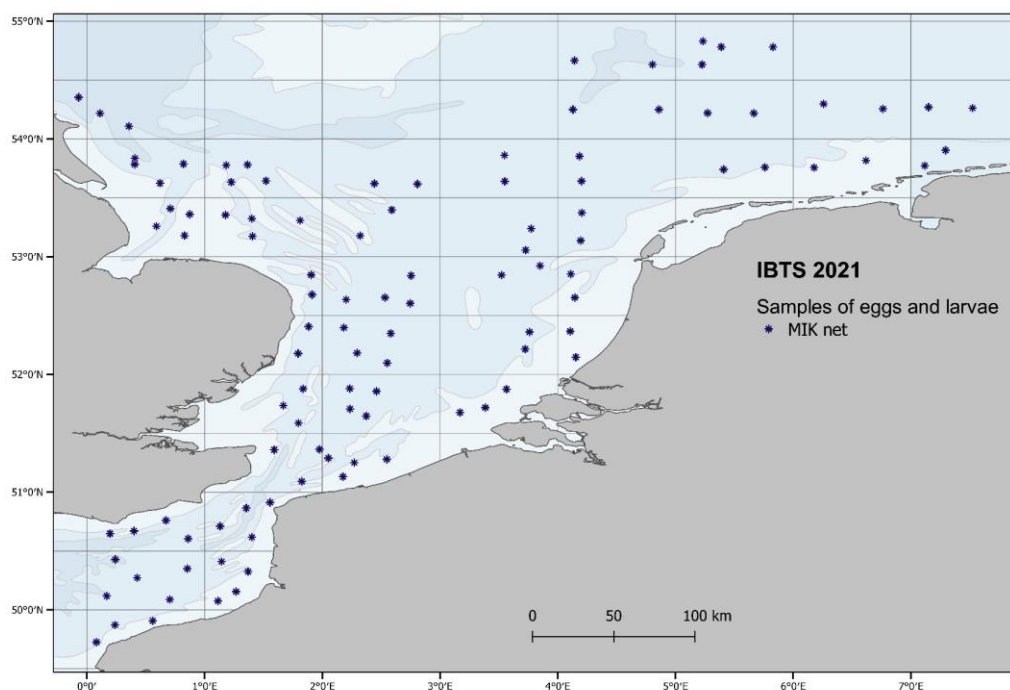 55°0'N
54°0'N
53°0'N
52°0'N
51°0'N
50°0'N
IBTS 2021
Samples of eggs and larvae
MIK net
0 50 100 km
0° 1°0'E 2°0'E 3°0'E 4°0'E 5°0'E 6°0'E 7°0'E